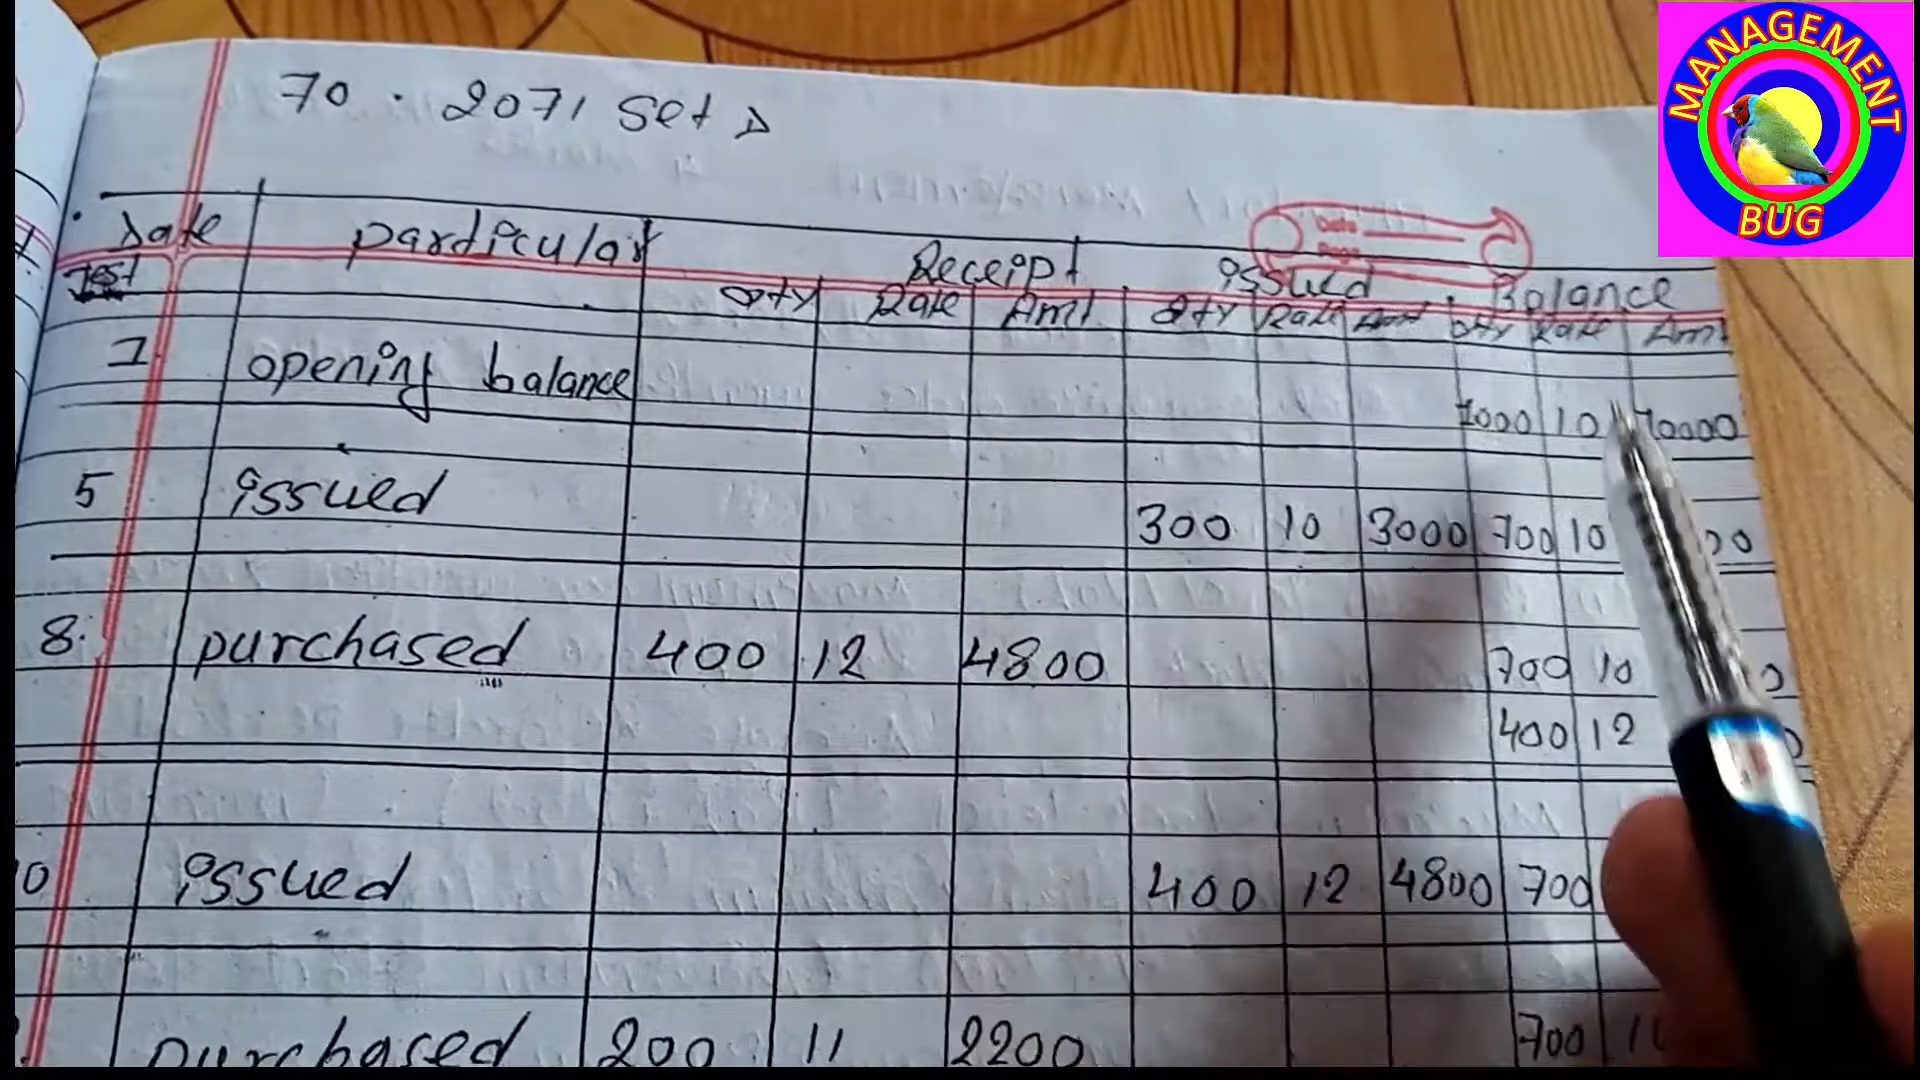 MANAGEMENT
BUG
70 . 2071 Set D
Date particular Receipt issued Balance
Qty Rate Amt Qty Rate Amt Qty Rate Amt
1 opening balance 1000 10 10000
5 issued 300 10 3000 700 10
8. purchased 400 12 4800 700 10
400 12
issued 400 12 4800 700
purchased 200 11 2200 700